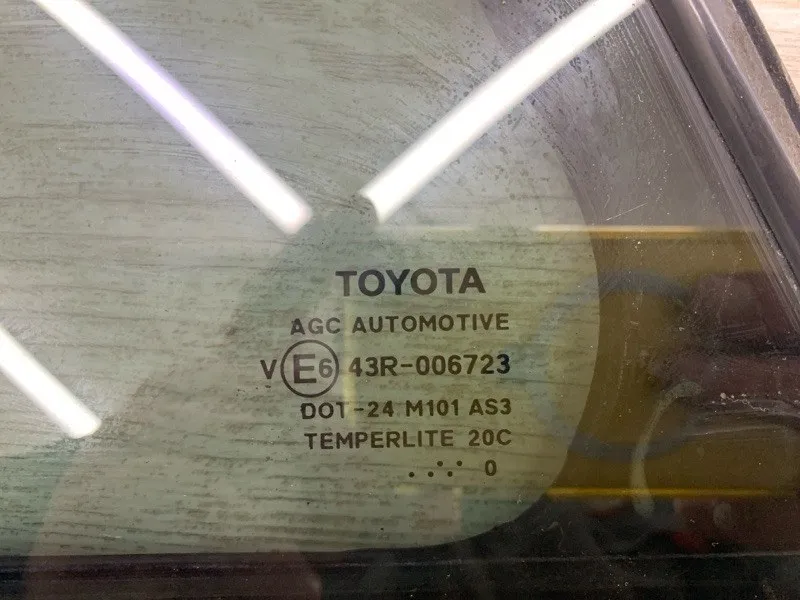 TOYOTA
AGC AUTOMOTIVE
V E6 43R-006723
DOT-24 M101 AS3
TEMPERLITE 20C
. .∵. 0